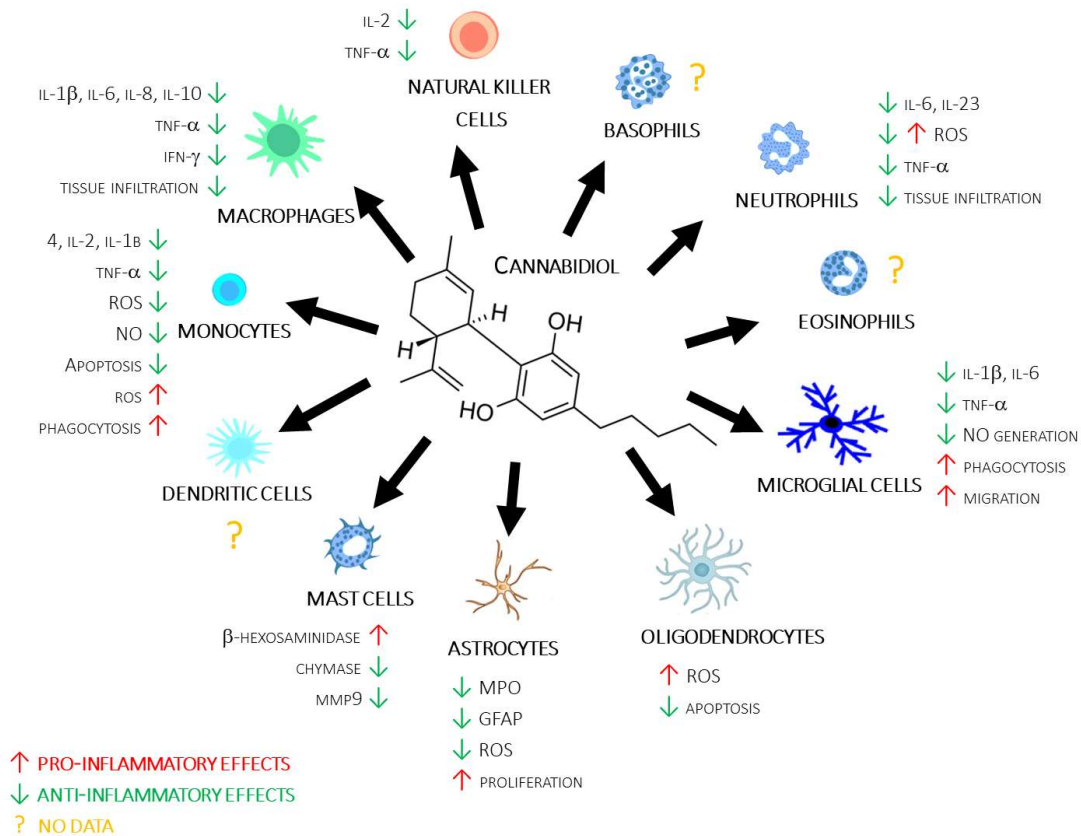 IL-2 ↓
TNF-α ↓
NATURAL KILLER
CELLS
?
BASOPHILS
IL-1β, IL-6, IL-8, IL-10 ↓
TNF-α ↓
IFN-γ ↓
TISSUE INFILTRATION ↓
MACROPHAGES
↓ IL-6, IL-23
↓ ↑ ROS
↓ TNF-α
↓ TISSUE INFILTRATION
NEUTROPHILS
4, IL-2, IL-1B ↓
TNF-α ↓
ROS ↓
NO ↓
APOPTOSIS ↓
ROS ↑
PHAGOCYTOSIS ↑
MONOCYTES
CANNABIDIOL
H
H
OH
HO
?
EOSINOPHILS
↓ IL-1β, IL-6
↓ TNF-α
↓ NO GENERATION
↑ PHAGOCYTOSIS
↑ MIGRATION
MICROGLIAL CELLS
DENDRITIC CELLS
?
MAST CELLS
β-HEXOSAMINIDASE ↑
CHYMASE ↓
MMP9 ↓
ASTROCYTES
↓ MPO
↓ GFAP
↓ ROS
↑ PROLIFERATION
OLIGODENDROCYTES
↑ ROS
↓ APOPTOSIS
↑ PRO-INFLAMMATORY EFFECTS
↓ ANTI-INFLAMMATORY EFFECTS
? NO DATA